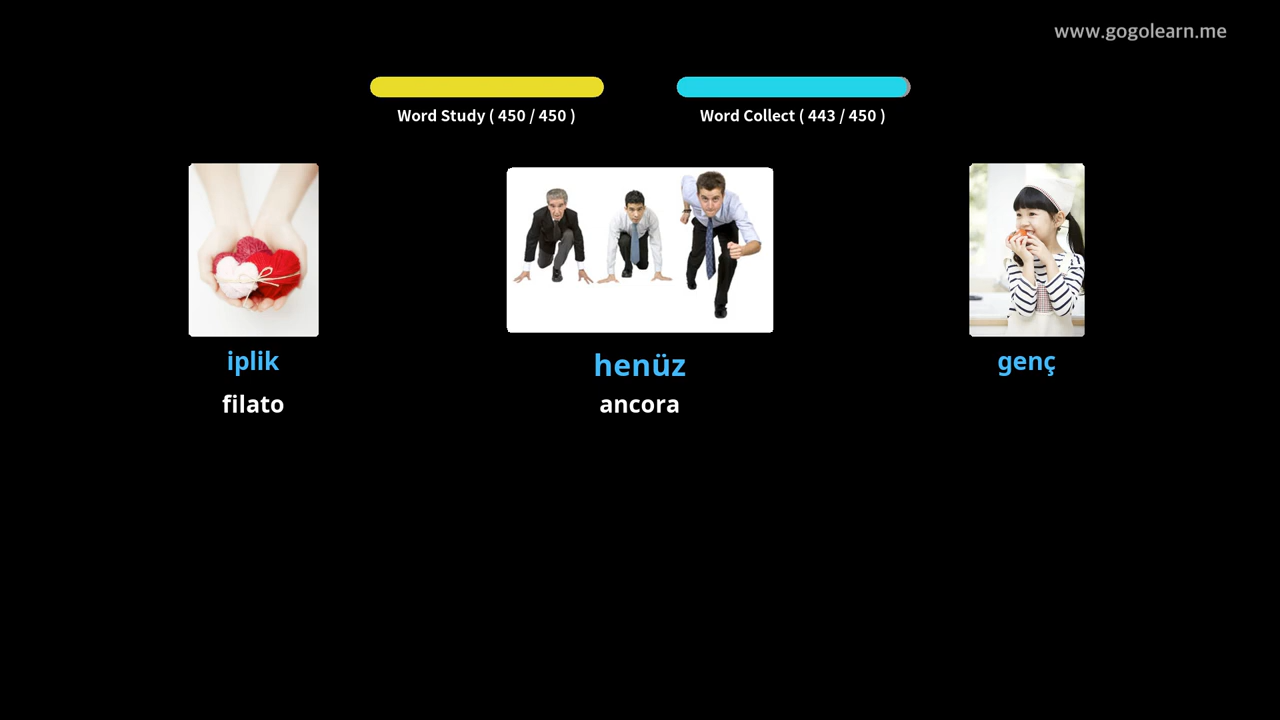 www.gogolearn.me
Word Study ( 450 / 450 )
Word Collect ( 443 / 450 )
iplik
henüz
genç
filato
ancora